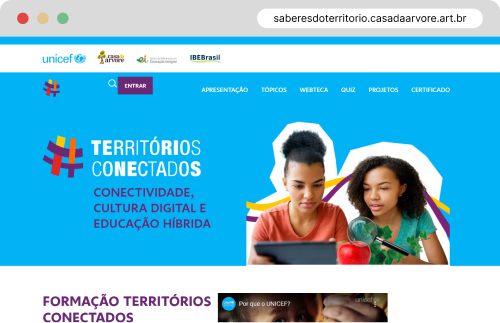 saberesdoterritorio.casadaarvore.art.br
unicef
casa da árvore
ei
IBEBrasil
ENTRAR
APRESENTAÇÃO TÓPICOS WEBTECA QUIZ PROJETOS CERTIFICADO
TERRITÓRIOS
CONECTADOS
CONECTIVIDADE,
CULTURA DIGITAL E
EDUCAÇÃO HÍBRIDA
FORMAÇÃO TERRITÓRIOS
CONECTADOS
Por que o UNICEF?
unicef